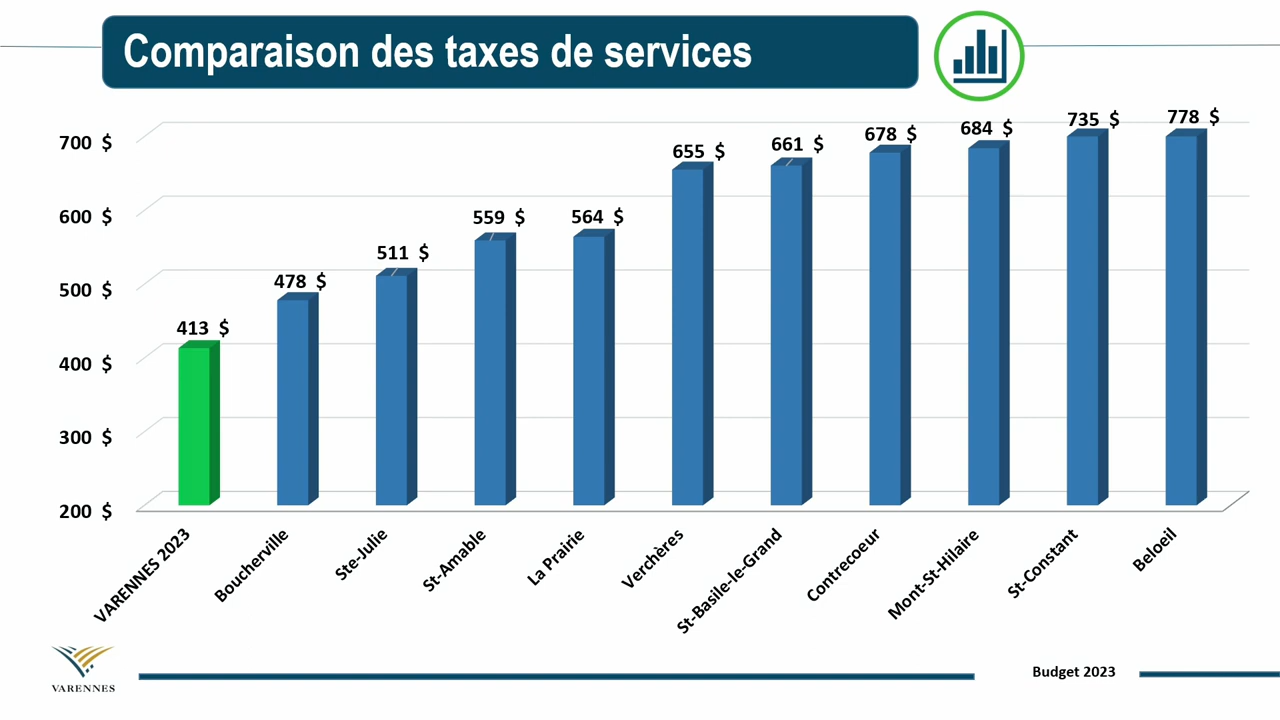 Comparaison des taxes de services
700 $
600 $
500 $
400 $
300 $
200 $
413 $
478 $
511 $
559 $
564 $
655 $
661 $
678 $
684 $
735 $
778 $
VARENNES 2023
Boucherville
Ste-Julie
St-Amable
La Prairie
Verchères
St-Basile-le-Grand
Contrecoeur
Mont-St-Hilaire
St-Constant
Beloeil
VARENNES
Budget 2023